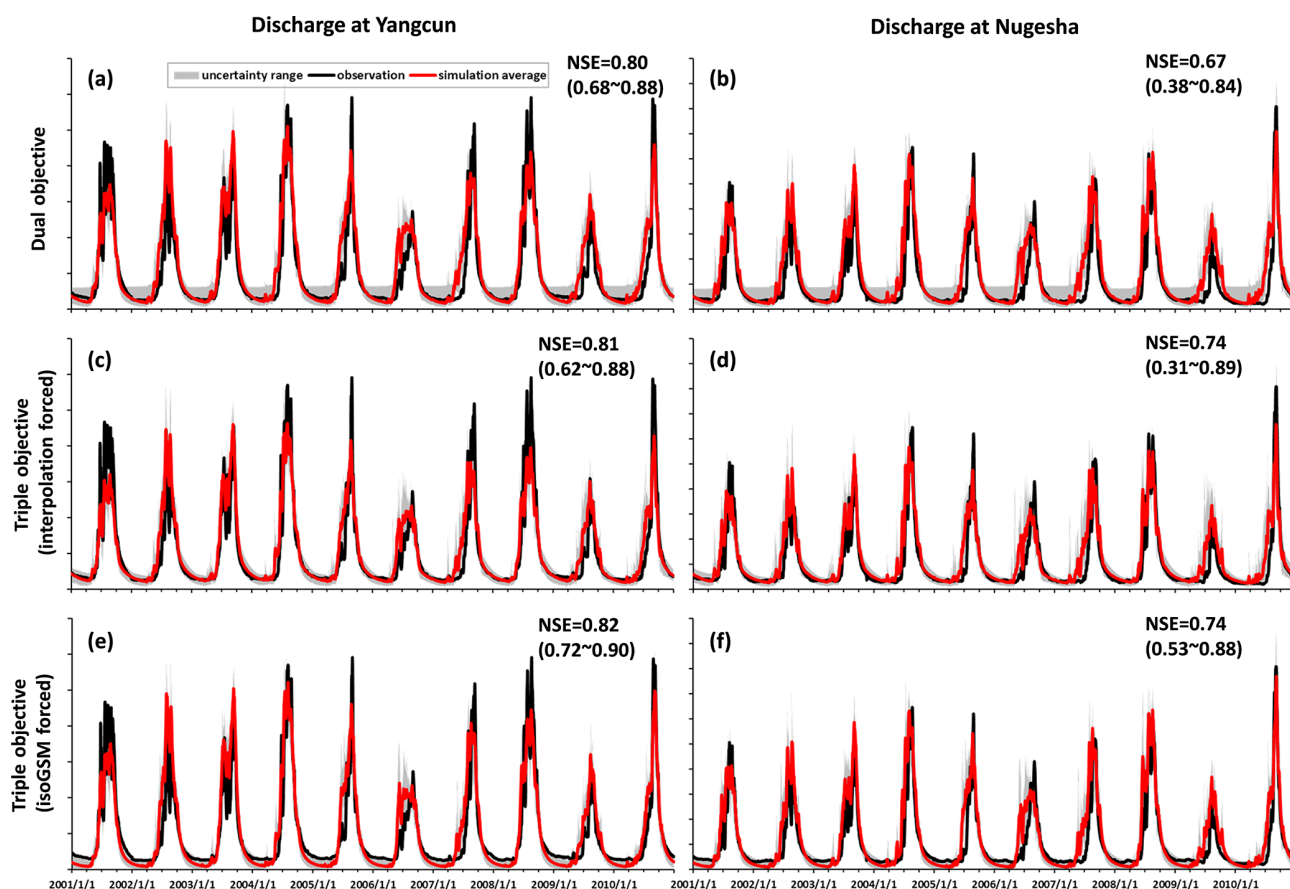 Discharge at Yangcun
Discharge at Nugesha
Dual objective
(a)
uncertainty range observation simulation average
NSE=0.80
(0.68~0.88)
(b)
NSE=0.67
(0.38~0.84)
Triple objective
(interpolation forced)
(c)
NSE=0.81
(0.62~0.88)
(d)
NSE=0.74
(0.31~0.89)
Triple objective
(isoGSM forced)
(e)
NSE=0.82
(0.72~0.90)
(f)
NSE=0.74
(0.53~0.88)
2001/1/1 2002/1/1 2003/1/1 2004/1/1 2005/1/1 2006/1/1 2007/1/1 2008/1/1 2009/1/1 2010/1/1
2001/1/1 2002/1/1 2003/1/1 2004/1/1 2005/1/1 2006/1/1 2007/1/1 2008/1/1 2009/1/1 2010/1/1